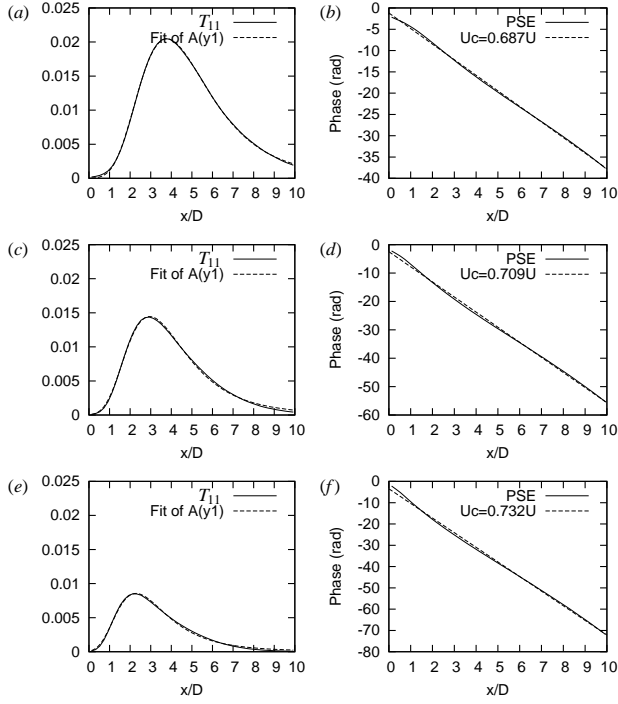 (a)
0.025
0.02
0.015
0.01
0.005
0
T11
Fit of A(y1)
0 1 2 3 4 5 6 7 8 9 10
x/D
(b)
Phase (rad)
0
-5
-10
-15
-20
-25
-30
-35
-40
PSE
Uc=0.687U
0 1 2 3 4 5 6 7 8 9 10
x/D
(c)
0.025
0.02
0.015
0.01
0.005
0
T11
Fit of A(y1)
0 1 2 3 4 5 6 7 8 9 10
x/D
(d)
Phase (rad)
0
-10
-20
-30
-40
-50
-60
PSE
Uc=0.709U
0 1 2 3 4 5 6 7 8 9 10
x/D
(e)
0.025
0.02
0.015
0.01
0.005
0
T11
Fit of A(y1)
0 1 2 3 4 5 6 7 8 9 10
x/D
(f)
Phase (rad)
0
-10
-20
-30
-40
-50
-60
-70
-80
PSE
Uc=0.732U
0 1 2 3 4 5 6 7 8 9 10
x/D